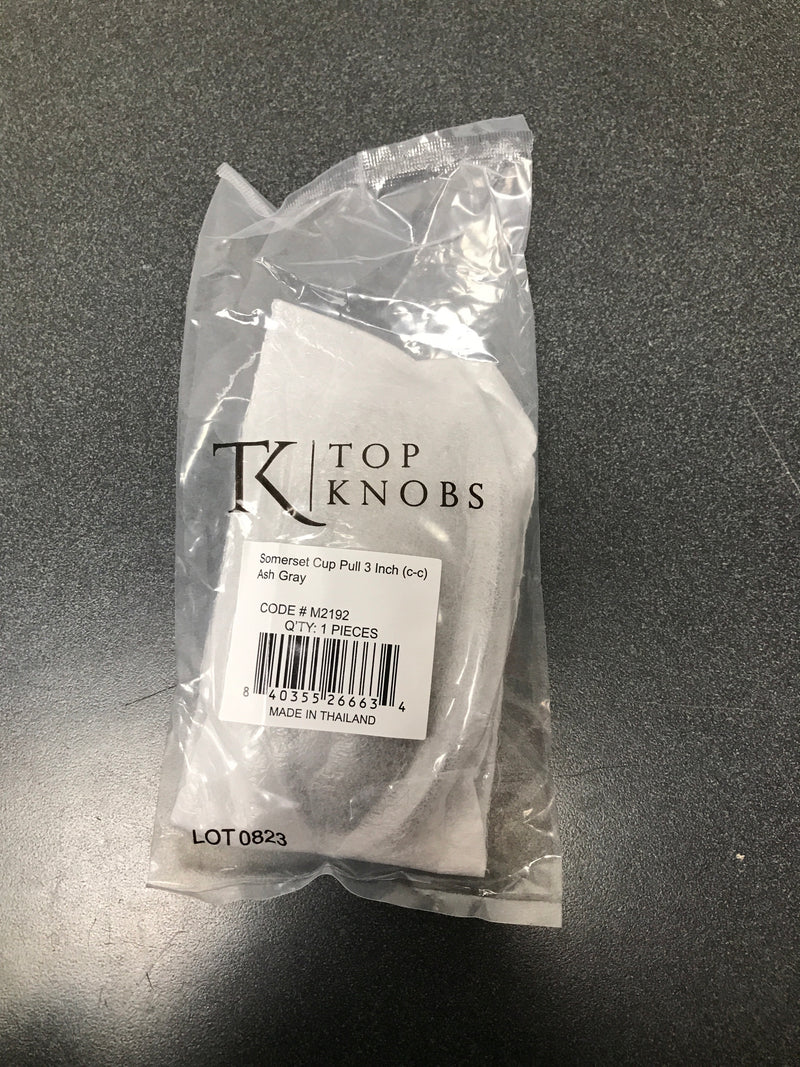 TK TOP
KNOBS
Somerset Cup Pull 3 Inch (c-c)
Ash Gray
CODE # M2192
Q'TY: 1 PIECES
8 40355 26663 4
MADE IN THAILAND
LOT 0823